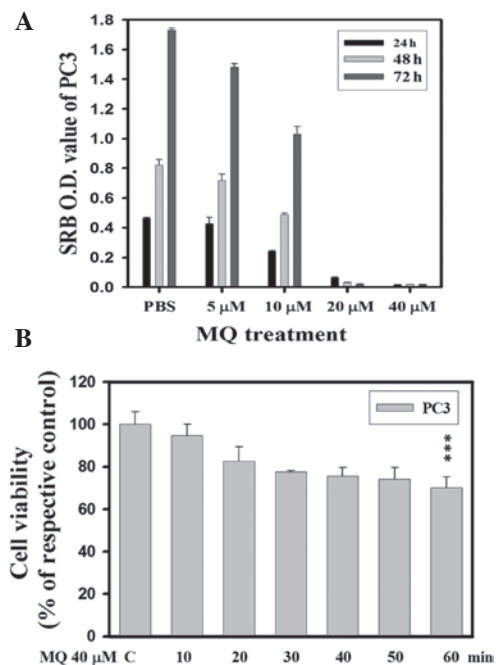 A
SRB O.D. value of PC3
1.8
1.6
1.4
1.2
1.0
0.8
0.6
0.4
0.2
0.0
24 h
48 h
72 h
PBS 5 µM 10 µM 20 µM 40 µM
MQ treatment
B
Cell viability
(% of respective control)
120
100
80
60
40
20
0
PC3
***
MQ 40 µM C 10 20 30 40 50 60 mins